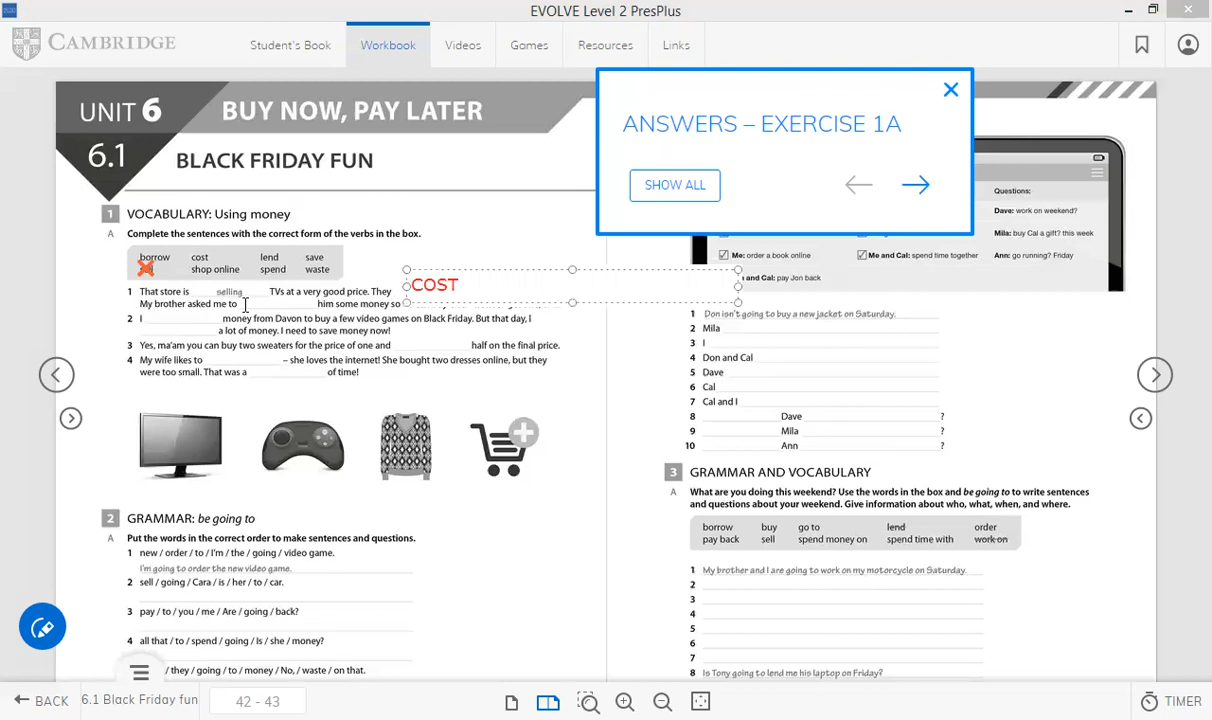 EVOLVE Level 2 PresPlus
CAMBRIDGE
Student's Book
Workbook
Videos
Games
Resources
Links
UNIT 6
BUY NOW, PAY LATER
6.1
BLACK FRIDAY FUN
1 VOCABULARY: Using money
A Complete the sentences with the correct form of the verbs in the box.
borrow cost lend save
shop online spend waste
1 That store is selling TVs at a very good price. They
My brother asked me to him some money so
COST
2 I money from Davon to buy a few video games on Black Friday. But that day, I
a lot of money. I need to save money now!
3 Yes, ma'am you can buy two sweaters for the price of one and half on the final price.
4 My wife likes to – she loves the internet! She bought two dresses online, but they
were too small. That was a of time!
2 GRAMMAR: be going to
A Put the words in the correct order to make sentences and questions.
1 new / order / to / I'm / the / going / video game.
I'm going to order the new video game.
2 sell / going / Cara / is / her / to / car.
3 pay / to / you / me / Are / going / back?
4 all that / to / spend / going / Is / she / money?
/ they / going / to / money / No, / waste / on that.
ANSWERS – EXERCISE 1A
SHOW ALL
Questions:
Dave: work on weekend?
Mila: buy Cal a gift? this week
Me: order a book online
Me and Cal: spend time together
Ann: go running? Friday
and Cal: pay Jon back
1 Don isn't going to buy a new jacket on Saturday.
2 Mila
3 I
4 Don and Cal
5 Dave
6 Cal
7 Cal and I
8 Dave ?
9 Mila ?
10 Ann ?
3 GRAMMAR AND VOCABULARY
A What are you doing this weekend? Use the words in the box and be going to to write sentences
and questions about your weekend. Give information about who, what, when, and where.
borrow buy go to lend order
pay back sell spend money on spend time with work on
1 My brother and I are going to work on my motorcycle on Saturday.
2
3
4
5
6
7
8 Is Tony going to lend me his laptop on Friday?
BACK
6.1 Black Friday fun
42 - 43
TIMER